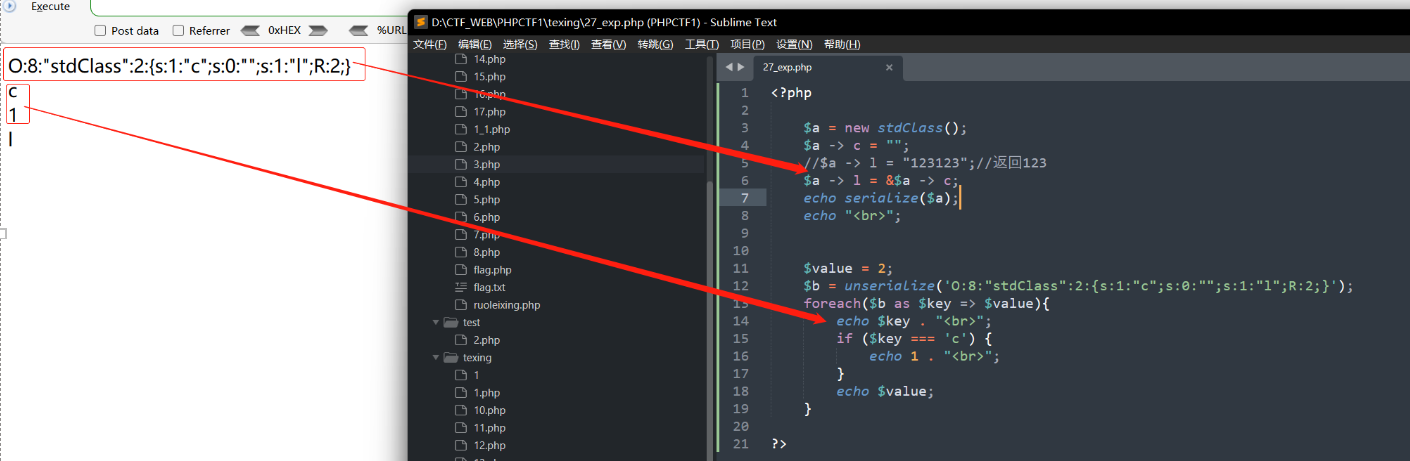 Execute
Post data
Referrer
0xHEX
%URL
O:8:"stdClass":2:{s:1:"c";s:0:"";s:1:"l";R:2;}
c
1
l
D:\CTF_WEB\PHPCTF1\texing\27_exp.php (PHPCTF1) - Sublime Text
文件(F) 编辑(E) 选择(S) 查找(I) 查看(V) 转跳(G) 工具(T) 项目(P) 设置(N) 帮助(H)
14.php
15.php
16.php
17.php
1_1.php
2.php
3.php
4.php
5.php
6.php
7.php
8.php
flag.php
flag.txt
ruoleixing.php
test
2.php
texing
1
1.php
10.php
11.php
12.php
27_exp.php
1 <?php
2
3 $a = new stdClass();
4 $a -> c = "";
5 //$a -> l = "123123";//返回123
6 $a -> l = &$a -> c;
7 echo serialize($a);
8 echo "<br>";
9
10
11 $value = 2;
12 $b = unserialize('O:8:"stdClass":2:{s:1:"c";s:0:"";s:1:"l";R:2;}');
13 foreach($b as $key => $value){
14 echo $key . "<br>";
15 if ($key === 'c') {
16 echo 1 . "<br>";
17 }
18 echo $value;
19 }
20
21 ?>